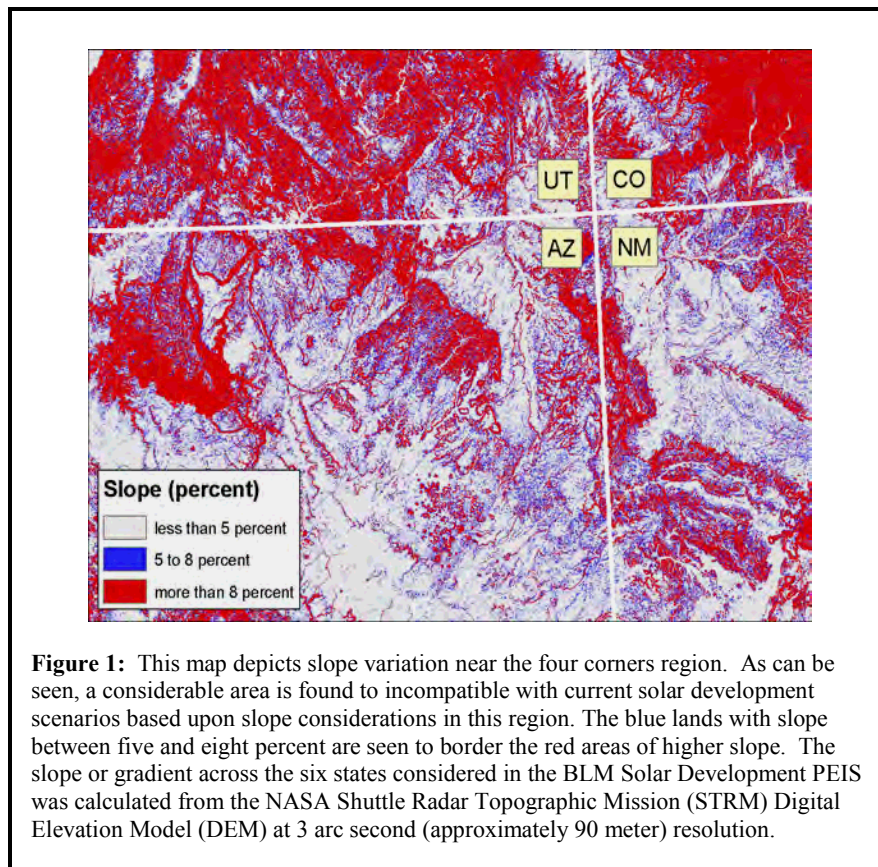 UT CO
AZ NM
Slope (percent)
less than 5 percent
5 to 8 percent
more than 8 percent
Figure 1: This map depicts slope variation near the four corners region. As can be
seen, a considerable area is found to incompatible with current solar development
scenarios based upon slope considerations in this region. The blue lands with slope
between five and eight percent are seen to border the red areas of higher slope. The
slope or gradient across the six states considered in the BLM Solar Development PEIS
was calculated from the NASA Shuttle Radar Topographic Mission (STRM) Digital
Elevation Model (DEM) at 3 arc second (approximately 90 meter) resolution.